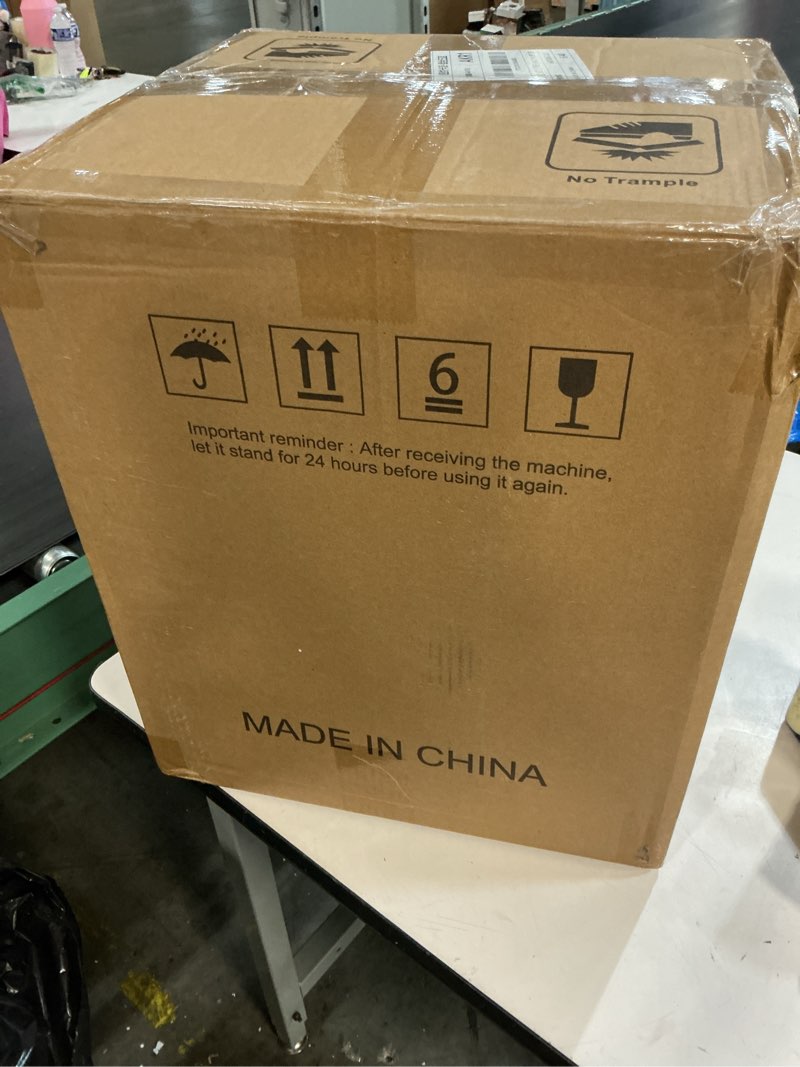 No Trample
6
Important reminder : After receiving the machine,
let it stand for 24 hours before using it again.
MADE IN CHINA